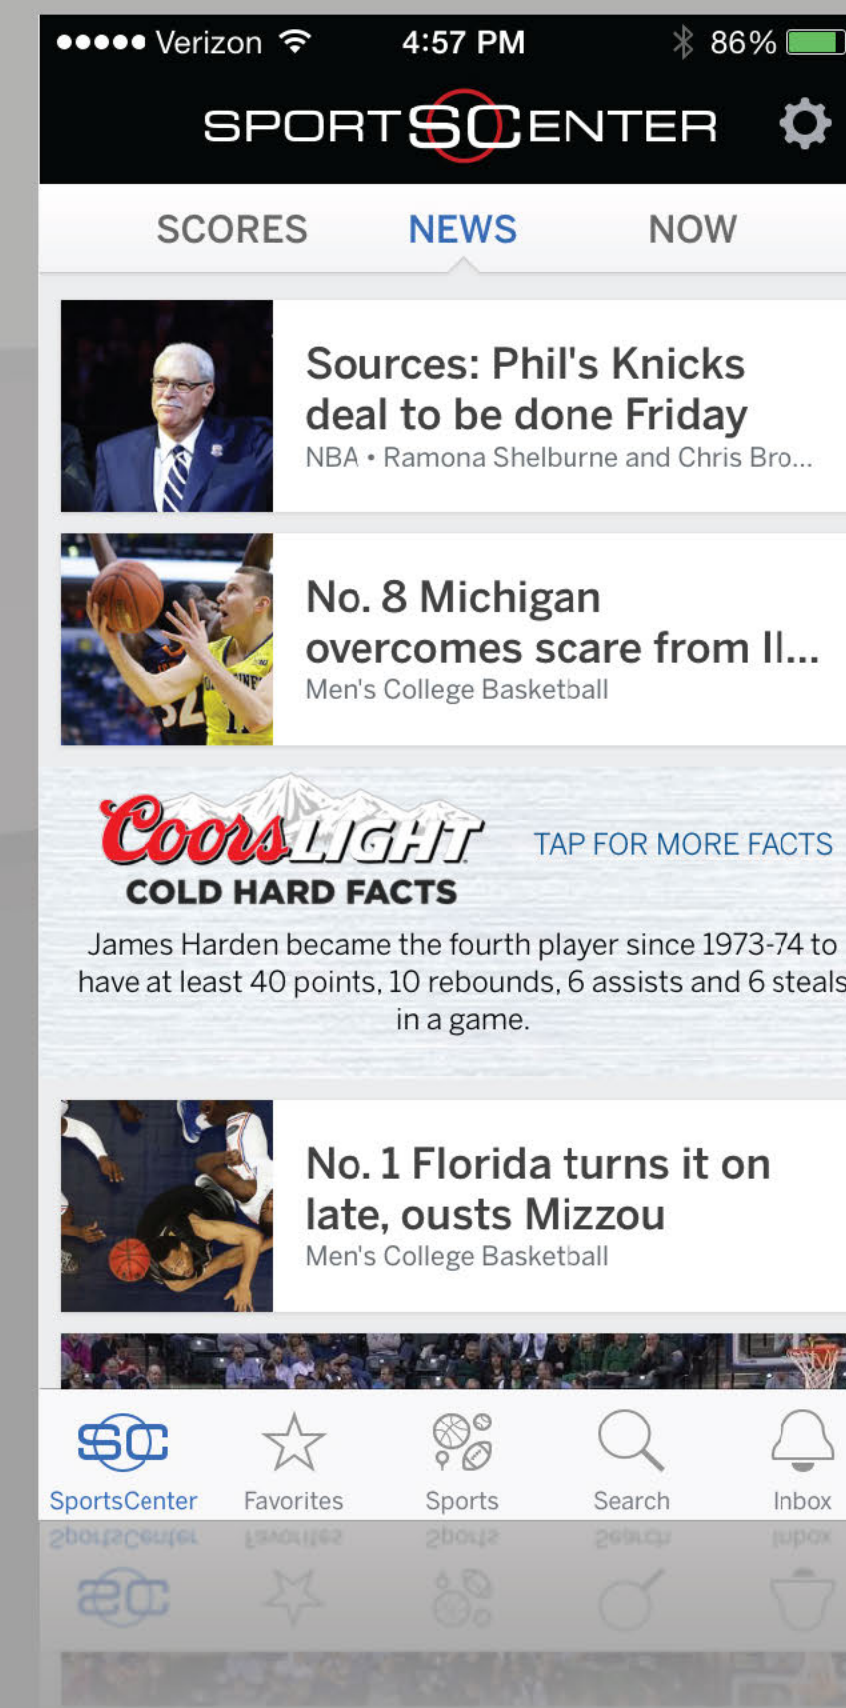 Verizon 4:57 PM 86%
SPORTSCENTER
SCORES NEWS NOW
Sources: Phil's Knicks
deal to be done Friday
NBA • Ramona Shelburne and Chris Bro...
No. 8 Michigan
overcomes scare from Il...
Men's College Basketball
32
Coors LIGHT
COLD HARD FACTS
TAP FOR MORE FACTS
James Harden became the fourth player since 1973-74 to
have at least 40 points, 10 rebounds, 6 assists and 6 steals
in a game.
No. 1 Florida turns it on
late, ousts Mizzou
Men's College Basketball
SC
SportsCenter Favorites Sports Search Inbox